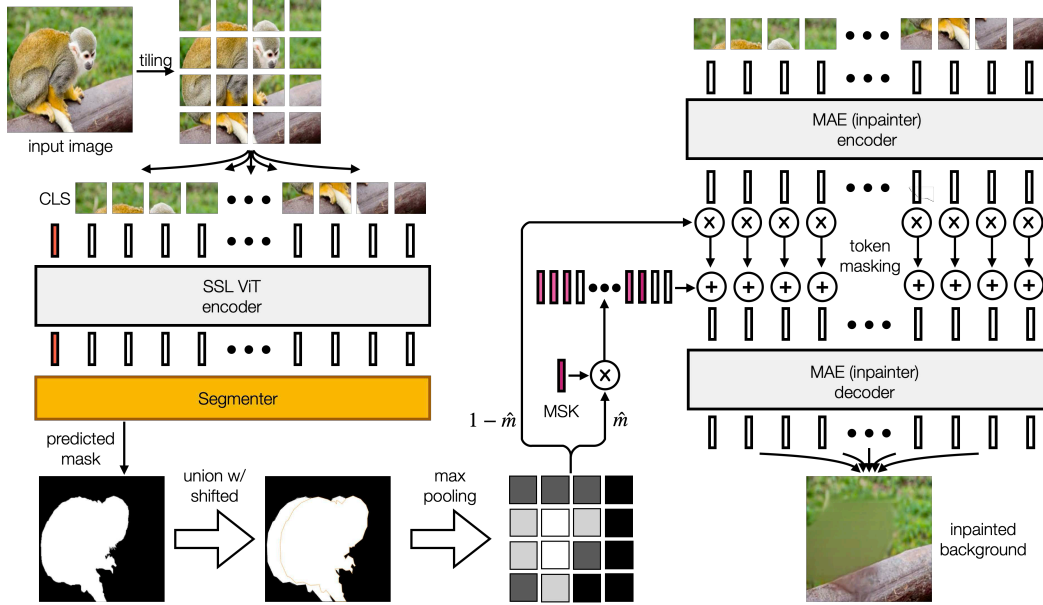 tiling
input image
CLS
SSL ViT
encoder
Segmenter
predicted
mask
union w/
shifted
max
pooling
1 − m̂
m̂
MSK
MAE (inpainter)
encoder
token
masking
MAE (inpainter)
decoder
inpainted
background